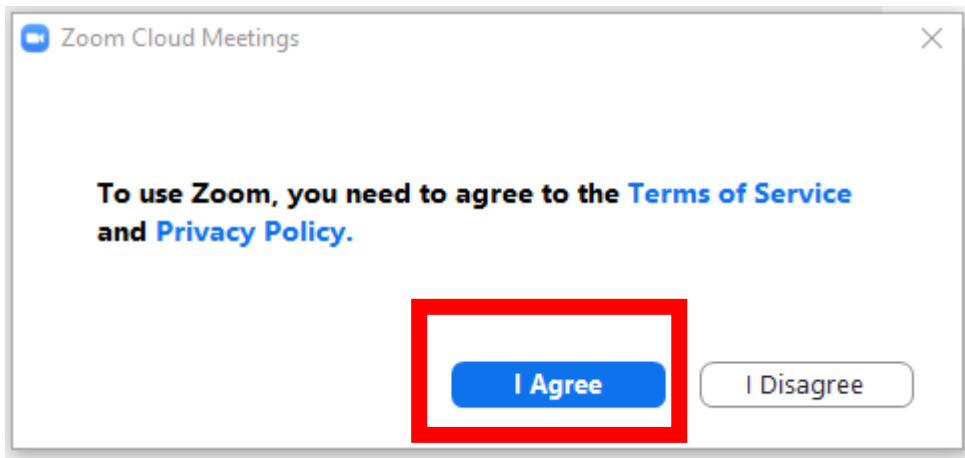 Zoom Cloud Meetings
To use Zoom, you need to agree to the Terms of Service
and Privacy Policy.
I Agree
I Disagree